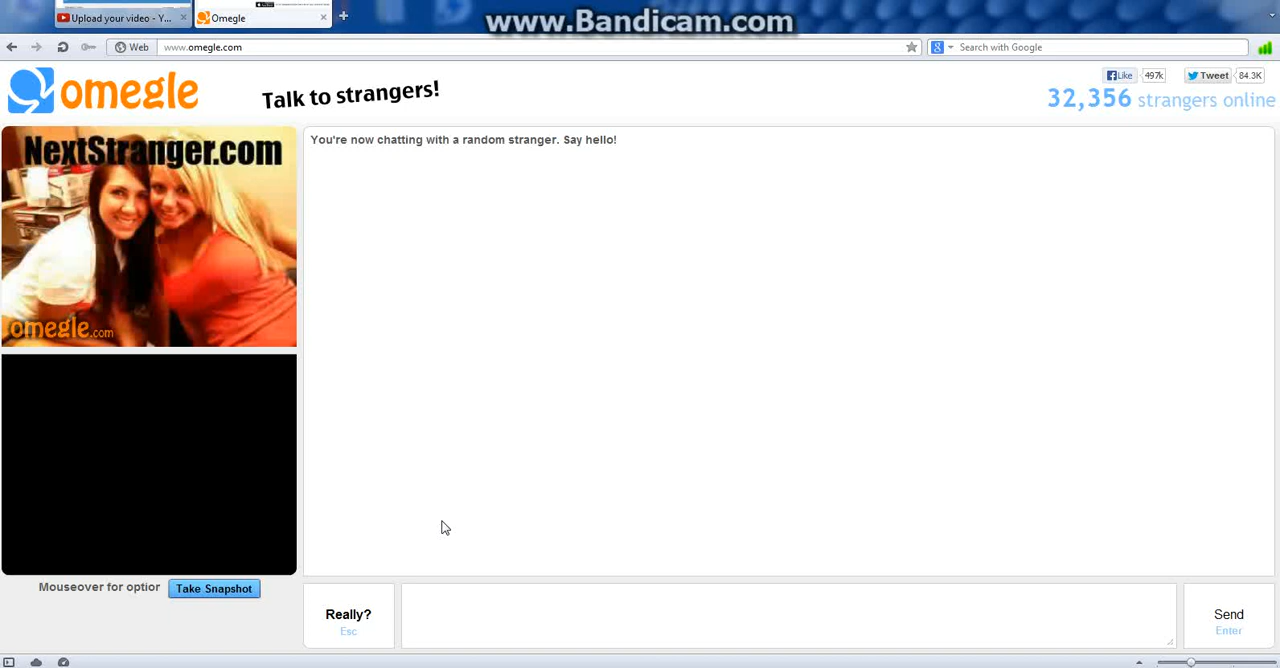 www.Bandicam.com
Upload your video - Y...
Omegle
Web
www.omegle.com
Search with Google
omegle
Talk to strangers!
Like
497k
Tweet
84.3K
32,356 strangers online
NextStranger.com
omegle.com
You're now chatting with a random stranger. Say hello!
Mouseover for option
Take Snapshot
Really?
Esc
Send
Enter